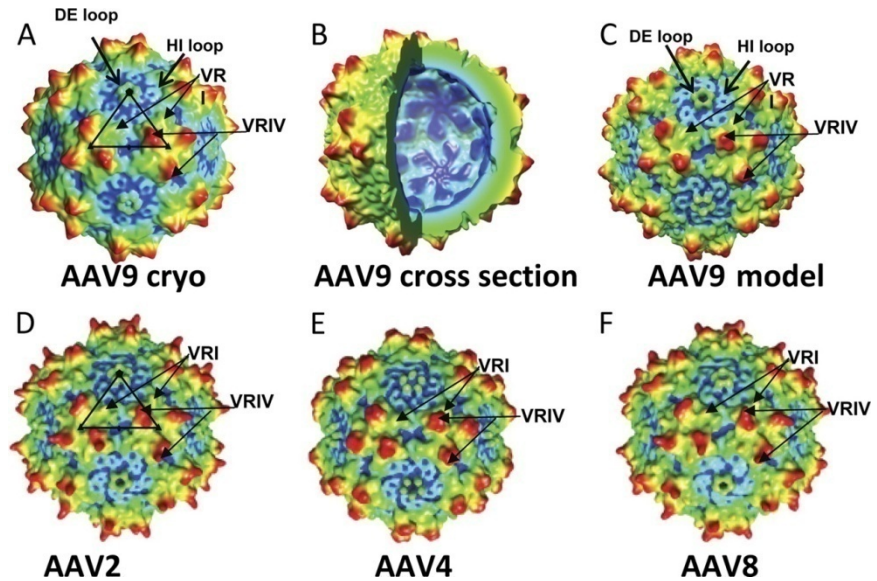 A
DE loop
HI loop
VR
I
VRIV
AAV9 cryo
B
AAV9 cross section
C
DE loop
HI loop
VR
I
VRIV
AAV9 model
D
VRI
VRIV
AAV2
E
VRI
VRIV
AAV4
F
VRI
VRIV
AAV8